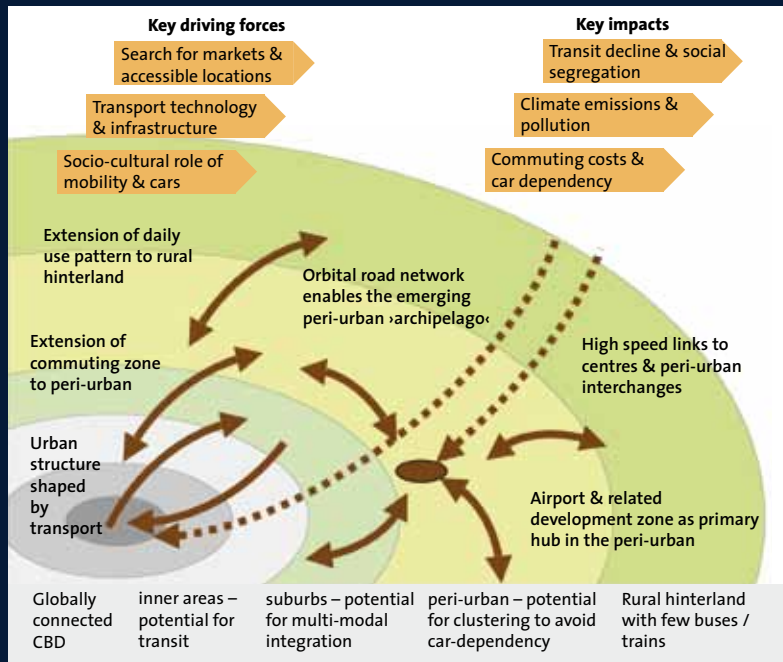 Key driving forces
Search for markets &
accessible locations
Transport technology
& infrastructure
Socio-cultural role of
mobility & cars
Key impacts
Transit decline & social
segregation
Climate emissions &
pollution
Commuting costs &
car dependency
Extension of daily
use pattern to rural
hinterland
Orbital road network
enables the emerging
peri-urban ›archipelago‹
Extension of
commuting zone
to peri-urban
High speed links to
centres & peri-urban
interchanges
Urban
structure
shaped
by
transport
Airport & related
development zone as primary
hub in the peri-urban
Globally
connected
CBD
inner areas –
potential for
transit
suburbs – potential
for multi-modal
integration
peri-urban – potential
for clustering to avoid
car-dependency
Rural hinterland
with few buses /
trains